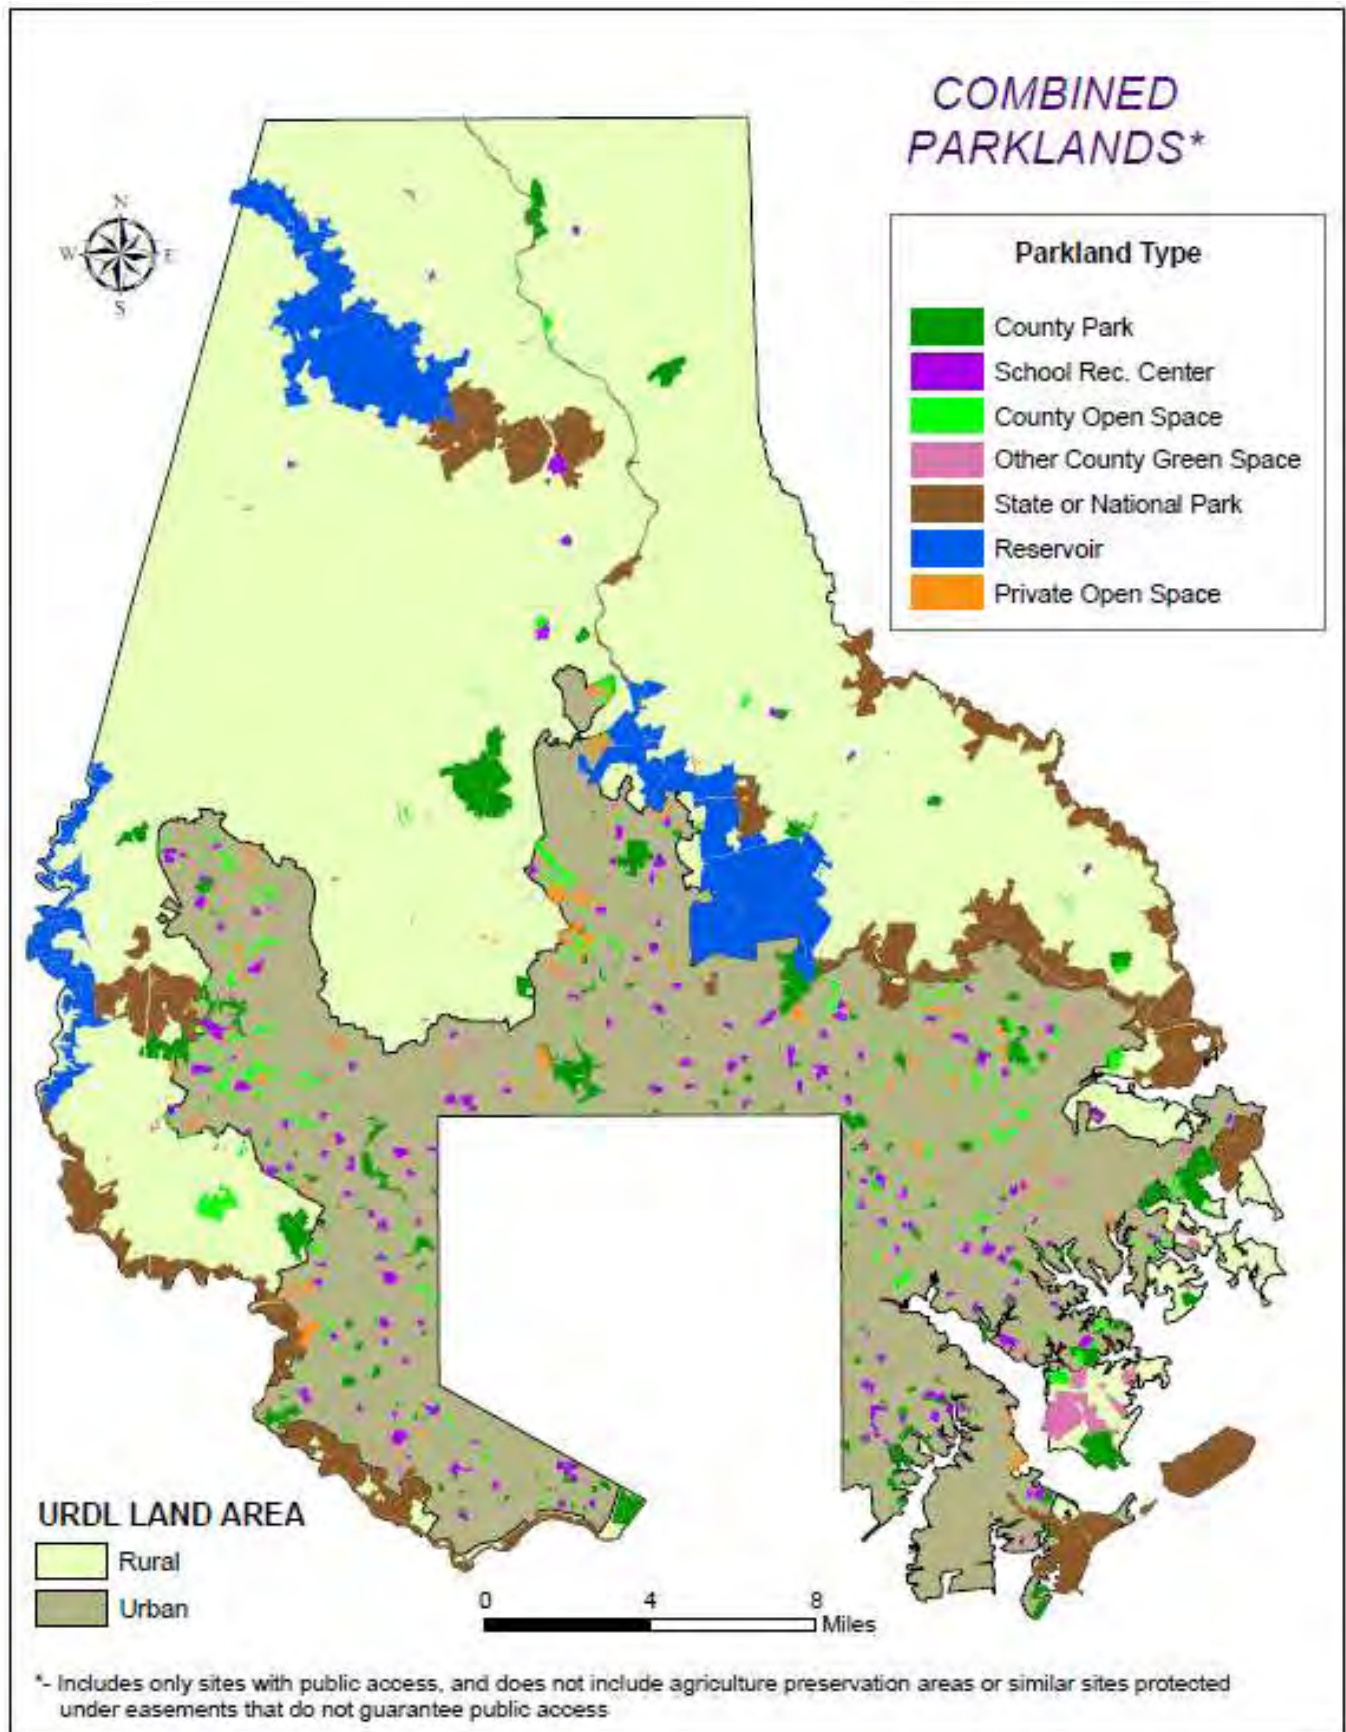 COMBINED
PARKLANDS*
N
W E
S
Parkland Type
County Park
School Rec. Center
County Open Space
Other County Green Space
State or National Park
Reservoir
Private Open Space
URDL LAND AREA
Rural
Urban
0 4 8
Miles
*- Includes only sites with public access, and does not include agriculture preservation areas or similar sites protected
under easements that do not guarantee public access